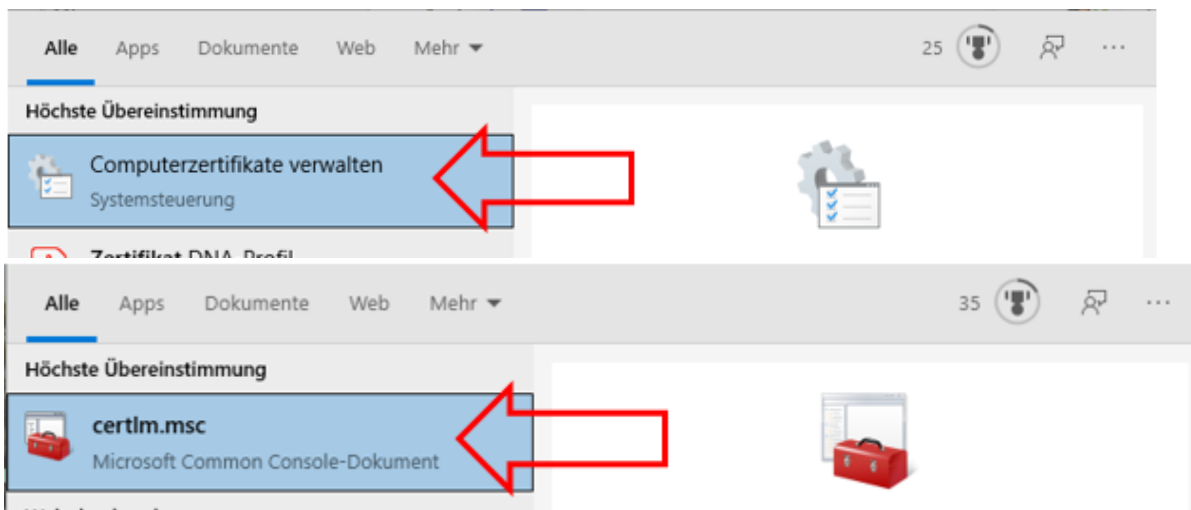 Alle Apps Dokumente Web Mehr 25 ...
Höchste Übereinstimmung
Computerzertifikate verwalten
Systemsteuerung
Zertifikat DNA-Profil
Alle Apps Dokumente Web Mehr 35 ...
Höchste Übereinstimmung
certlm.msc
Microsoft Common Console-Dokument